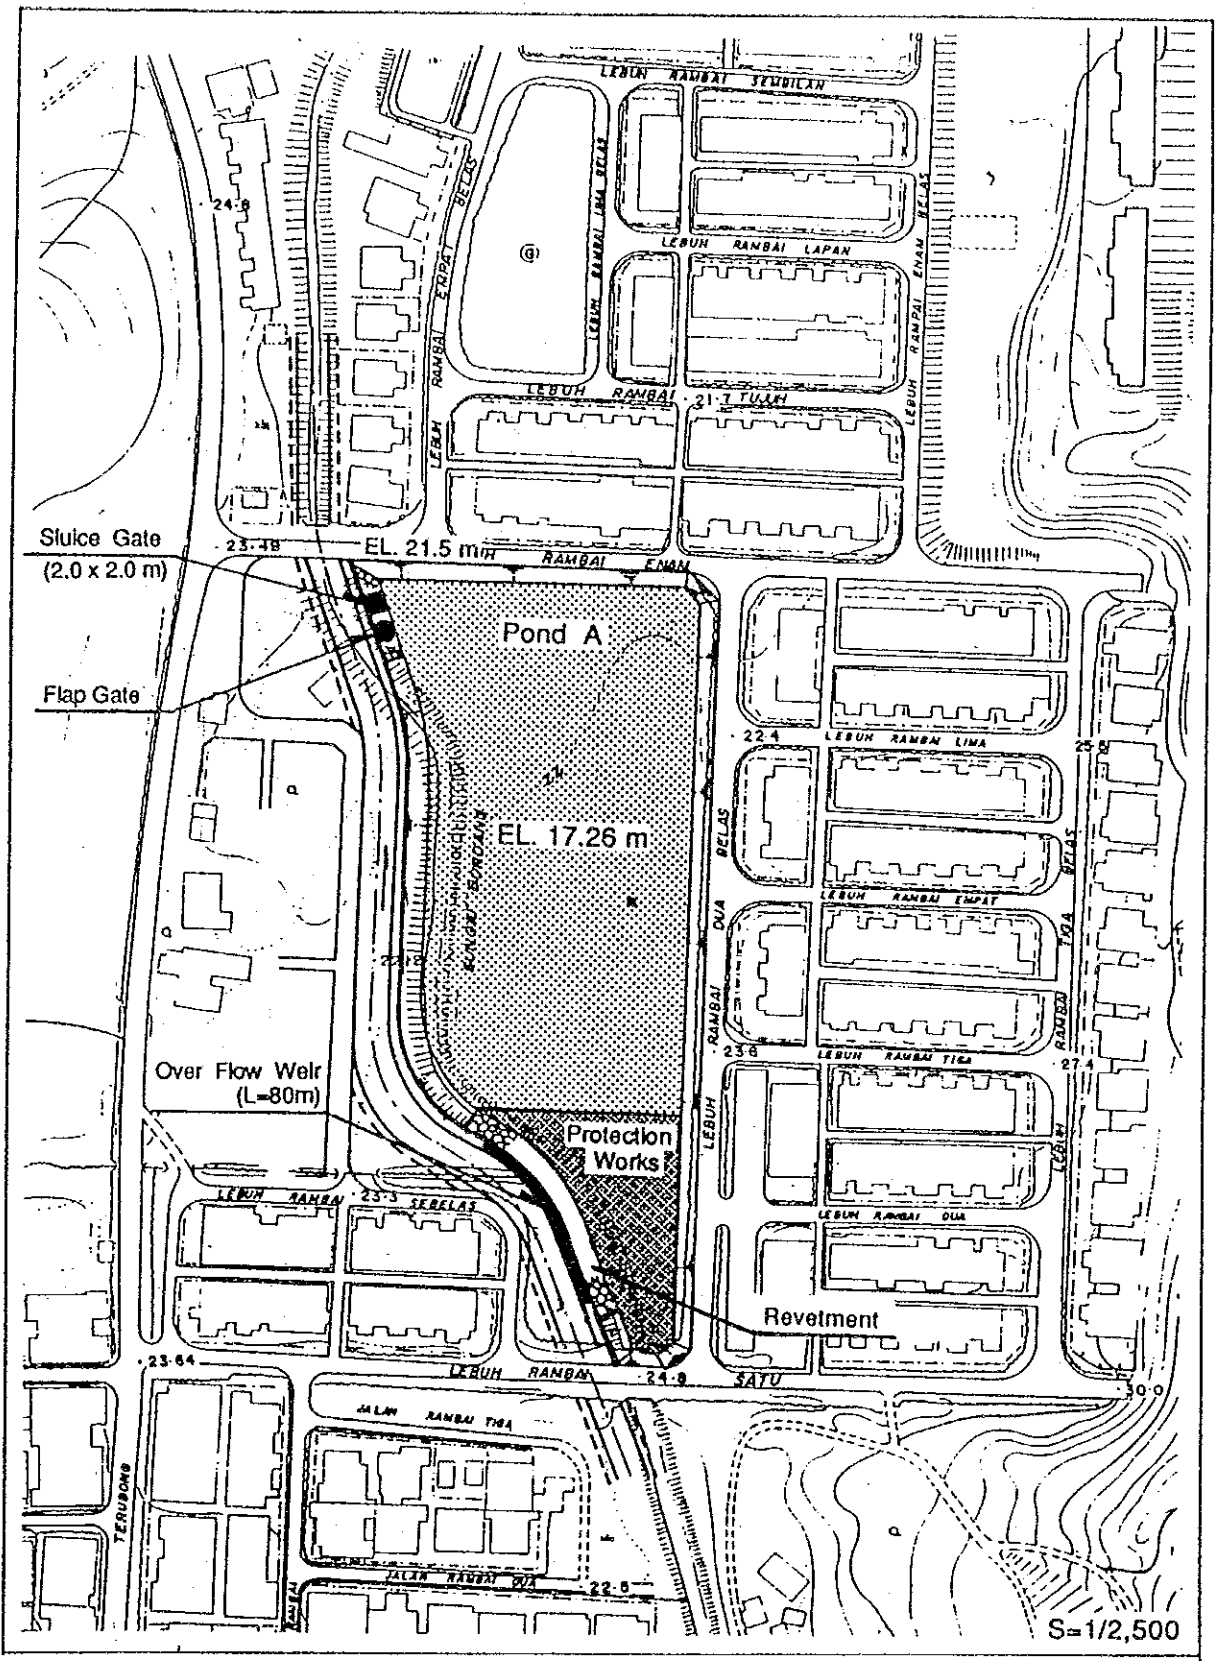 LEBUH RAMBAI SEMBILAN
BELAS
LEBUH RAMBAI LIMA BELAS
BELAS
24.8
G
LEBUH RAMBAI LAPAN
EMPAT
RAMPAI ENAM
RAMBAI
LEBUH
LEBUH RAMBAI TUJUH
21.7
LEBUH
Sluice Gate
(2.0 x 2.0 m)
23.48
EL. 21.5 m
RAMBAI ENAM
Pond A
Flap Gate
22.4
LEBUH RAMBAI LIMA
25.8
EL. 17.26 m
BELAS
BELAS
LEBUH RAMBAI EMPAT
DUA
TIGA
SUNGAI
RAMBAI
RAMBAI
23.8
LEBUH RAMBAI TIGA
27.4
Over Flow Weir
(L=80m)
LEBUH
LEBUH
Protection
Works
LEBUH RAMBAI SEBELAS
23.3
LEBUH RAMBAI DUA
Revetment
23.64
LEBUH RAMBAI SATU
24.8
30.0
JALAN RAMBAI TIGA
TERUBONG
JALAN RAMBAI DUA
22.8
RAMBAI
S=1/2,500